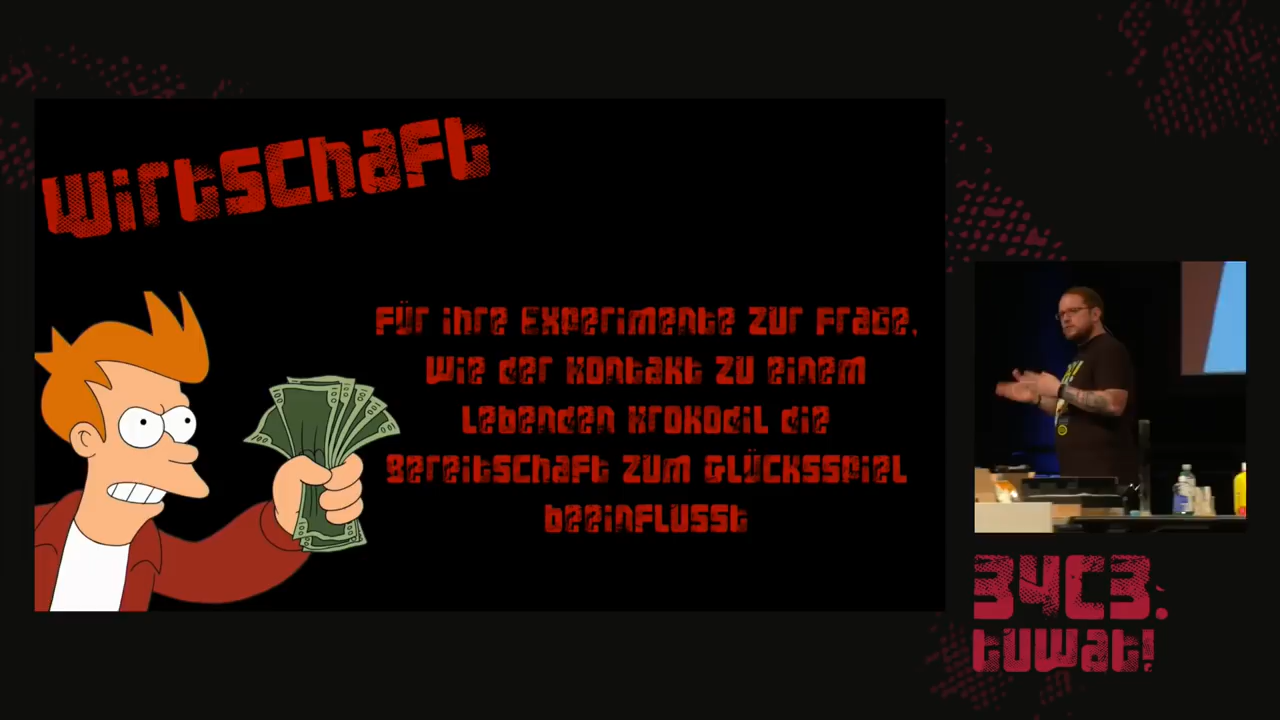 Wirtschaft
Für ihre Experimente zur Frage,
wie der Kontakt zu einem
lebenden Krokodil die
Bereitschaft zum Glücksspiel
beeinflusst
34C3.
tuwat!